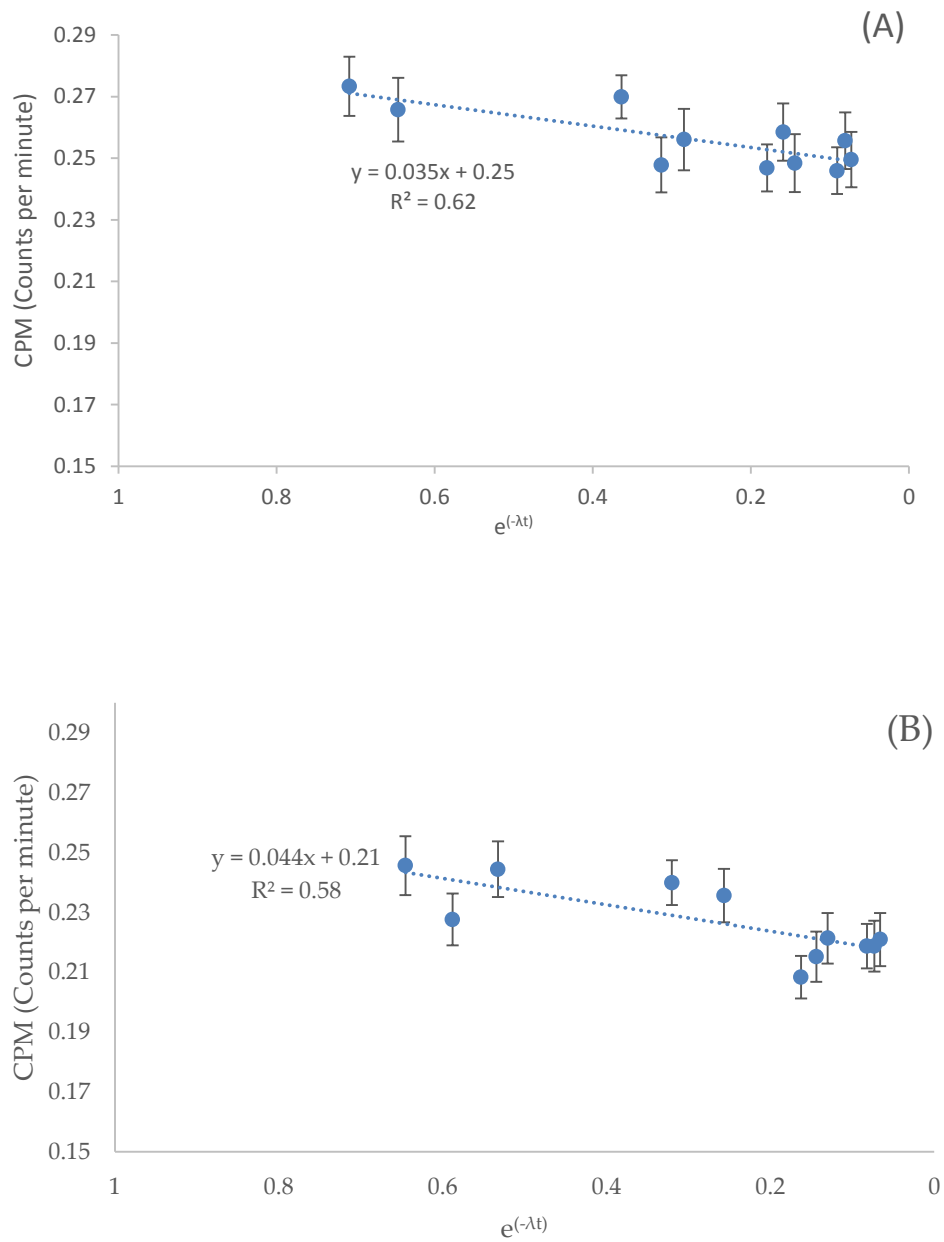 (A)
0.29
0.27
0.25
0.23
0.21
0.19
0.17
0.15
CPM (Counts per minute)
y = 0.035x + 0.25
R² = 0.62
1
0.8
0.6
0.4
0.2
0
e^(-λt)
(B)
0.29
0.27
0.25
0.23
0.21
0.19
0.17
0.15
CPM (Counts per minute)
y = 0.044x + 0.21
R² = 0.58
1
0.8
0.6
0.4
0.2
0
e^(-λt)